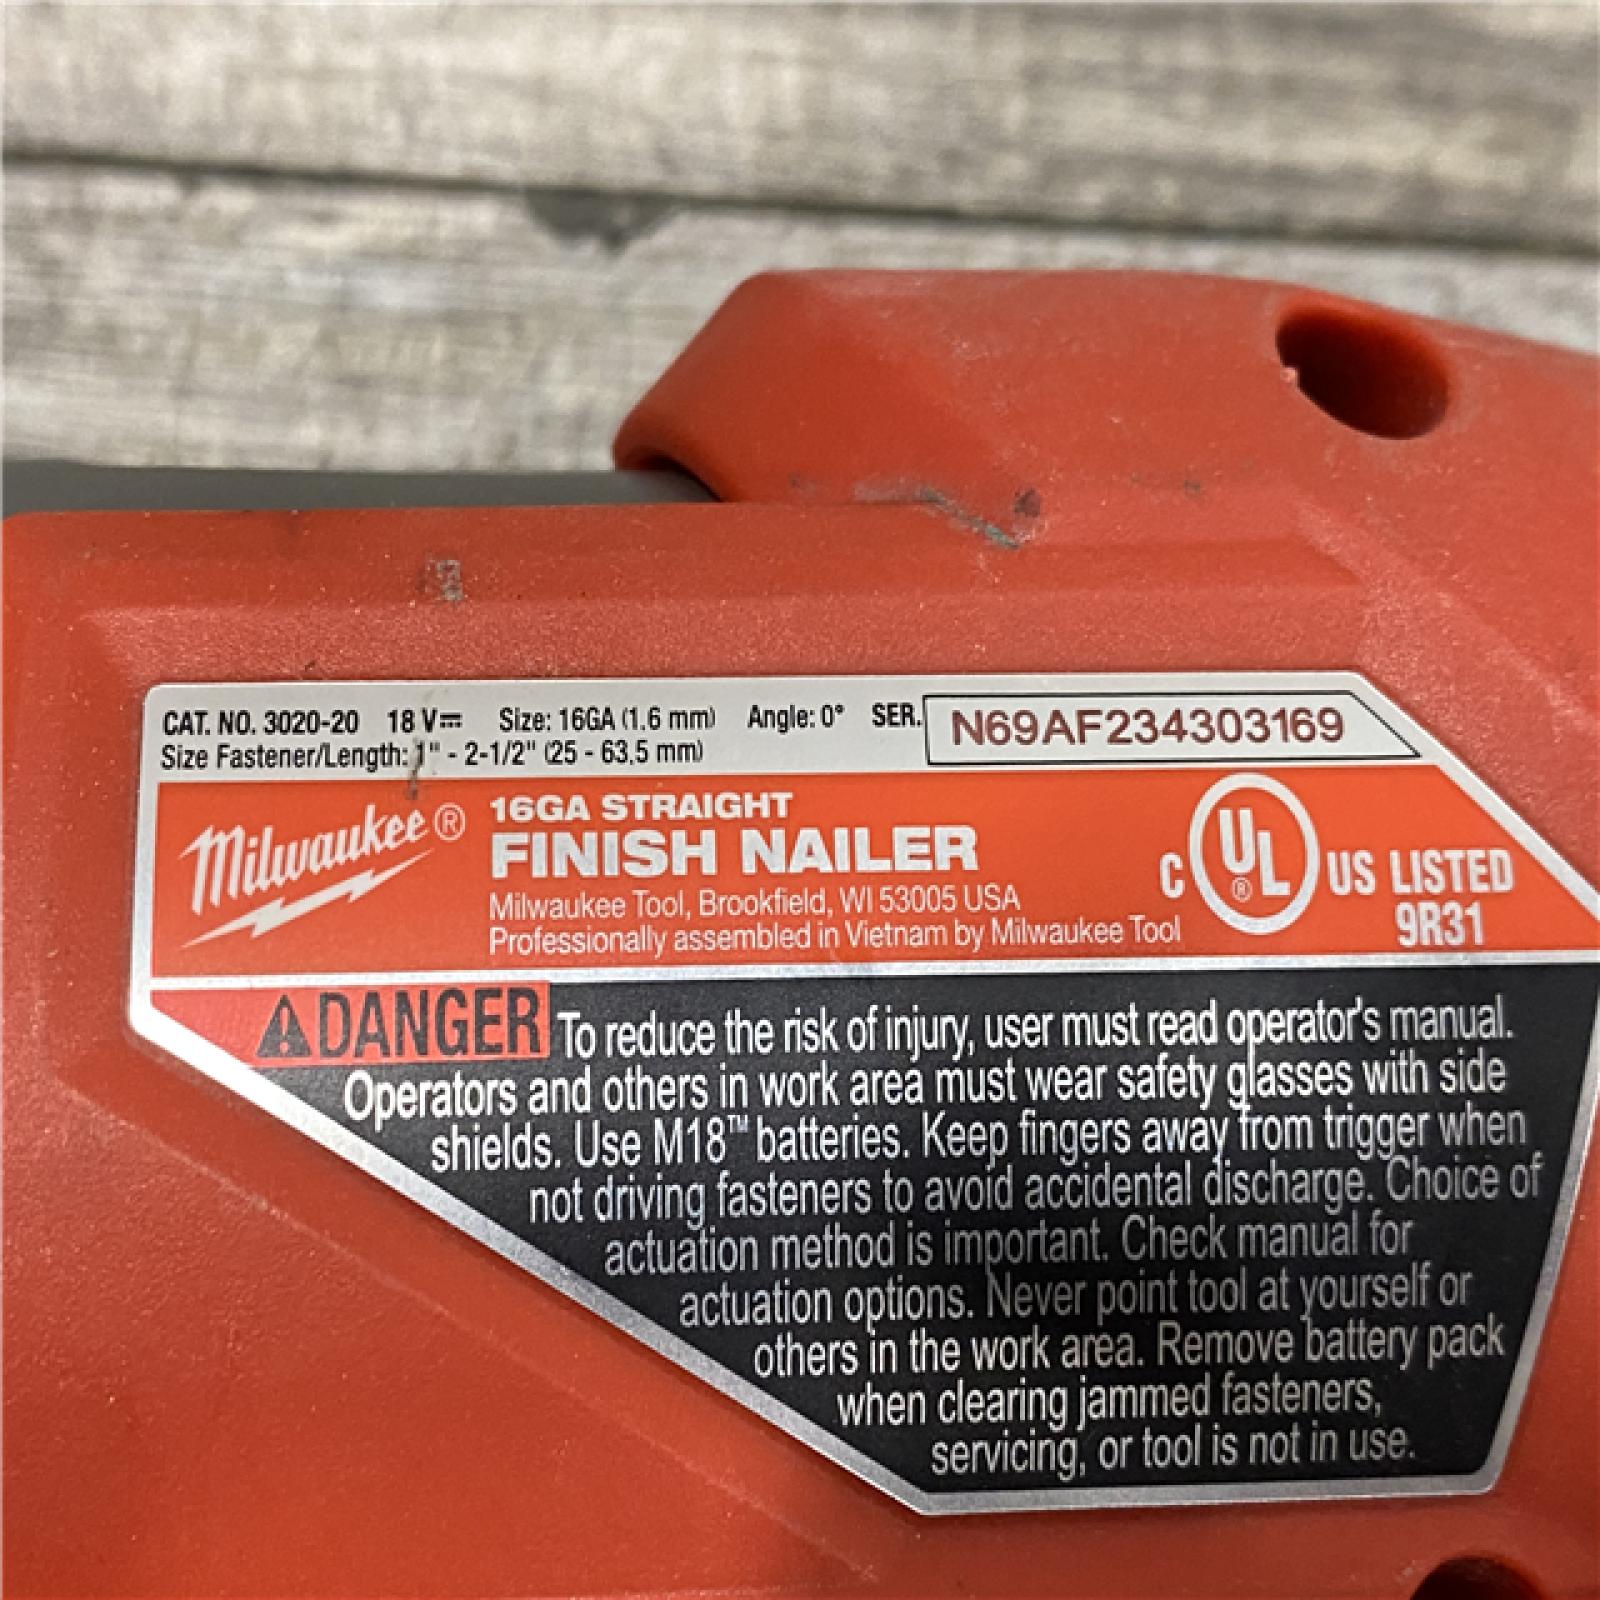 CAT. NO. 3020-20 18 V⎓ Size: 16GA (1.6 mm) Angle: 0° SER. N69AF234303169
Size Fastener/Length: 1" - 2-1/2" (25 - 63,5 mm)
Milwaukee®
16GA STRAIGHT
FINISH NAILER
Milwaukee Tool, Brookfield, WI 53005 USA
Professionally assembled in Vietnam by Milwaukee Tool
C UL® US LISTED
9R31
⚠DANGER To reduce the risk of injury, user must read operator's manual.
Operators and others in work area must wear safety glasses with side
shields. Use M18™ batteries. Keep fingers away from trigger when
not driving fasteners to avoid accidental discharge. Choice of
actuation method is important. Check manual for
actuation options. Never point tool at yourself or
others in the work area. Remove battery pack
when clearing jammed fasteners,
servicing, or tool is not in use.